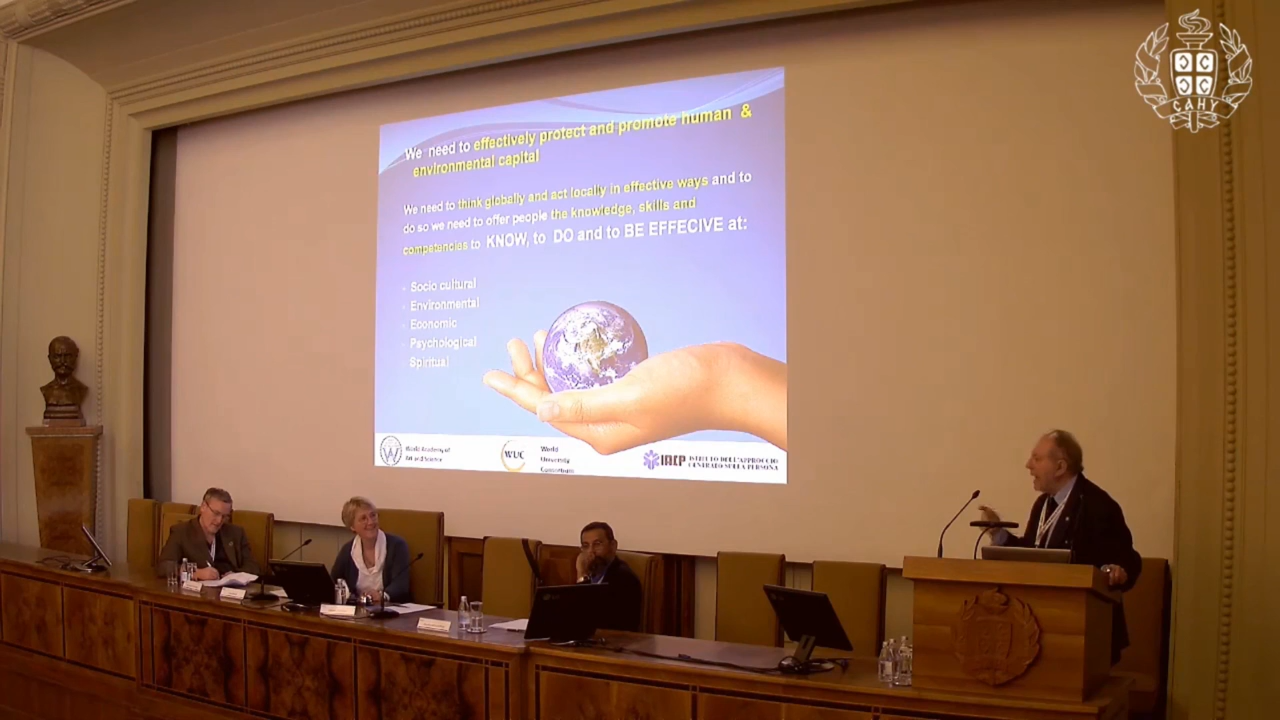 САНУ
We need to effectively protect and promote human &
environmental capital
We need to think globally and act locally in effective ways and to
do so we need to offer people the knowledge, skills and
competencies to KNOW, to DO and to BE EFFECIVE at:
- Socio cultural
- Environmental
- Economic
- Psychological
- Spiritual
World Academy of
Art and Science
WUC
World
University
Consortium
IACP
ISTITUTO DELL'APPROCCIO
CENTRATO SULLA PERSONA